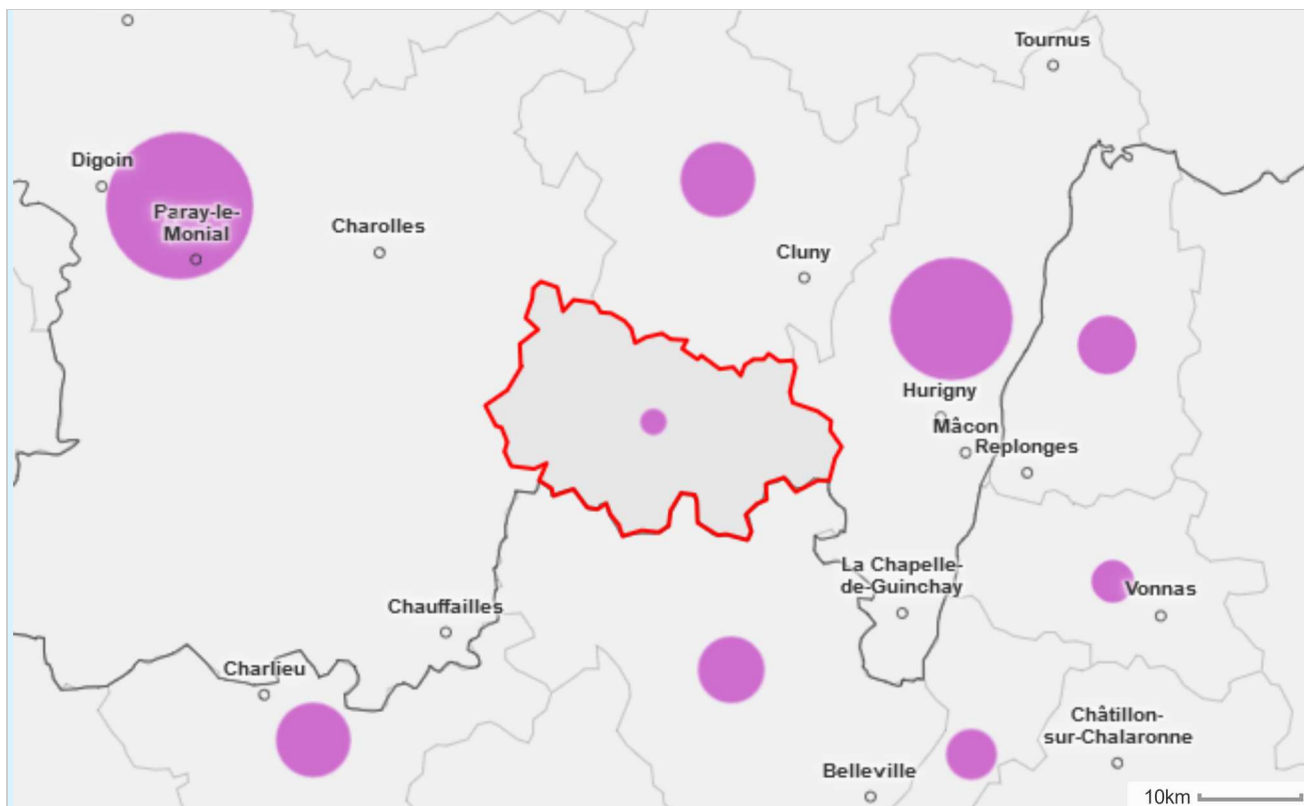 Tournus
Digoin
Paray-le-
Monial
Charolles
Cluny
Hurigny
Mâcon
Replonges
La Chapelle-
de-Guinchay
Vonnas
Chauffailles
Charlieu
Châtillon-
sur-Chalaronne
Belleville
10km